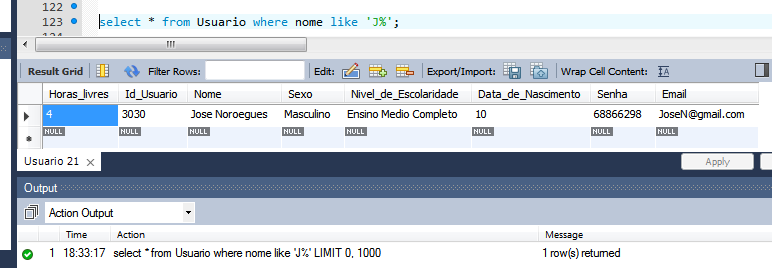 122
123 select * from Usuario where nome like 'J%';
124
Result Grid Filter Rows: Edit: Export/Import: Wrap Cell Content: IA
Horas_livres Id_Usuario Nome Sexo Nivel_de_Escolaridade Data_de_Nascimento Senha Email
4 3030 Jose Noroegues Masculino Ensino Medio Completo 10 68866298 JoseN@gmail.com
* NULL NULL NULL NULL NULL NULL NULL NULL
Usuario 21 × Apply
Output
Action Output
Time Action Message
1 18:33:17 select * from Usuario where nome like 'J%' LIMIT 0, 1000 1 row(s) returned